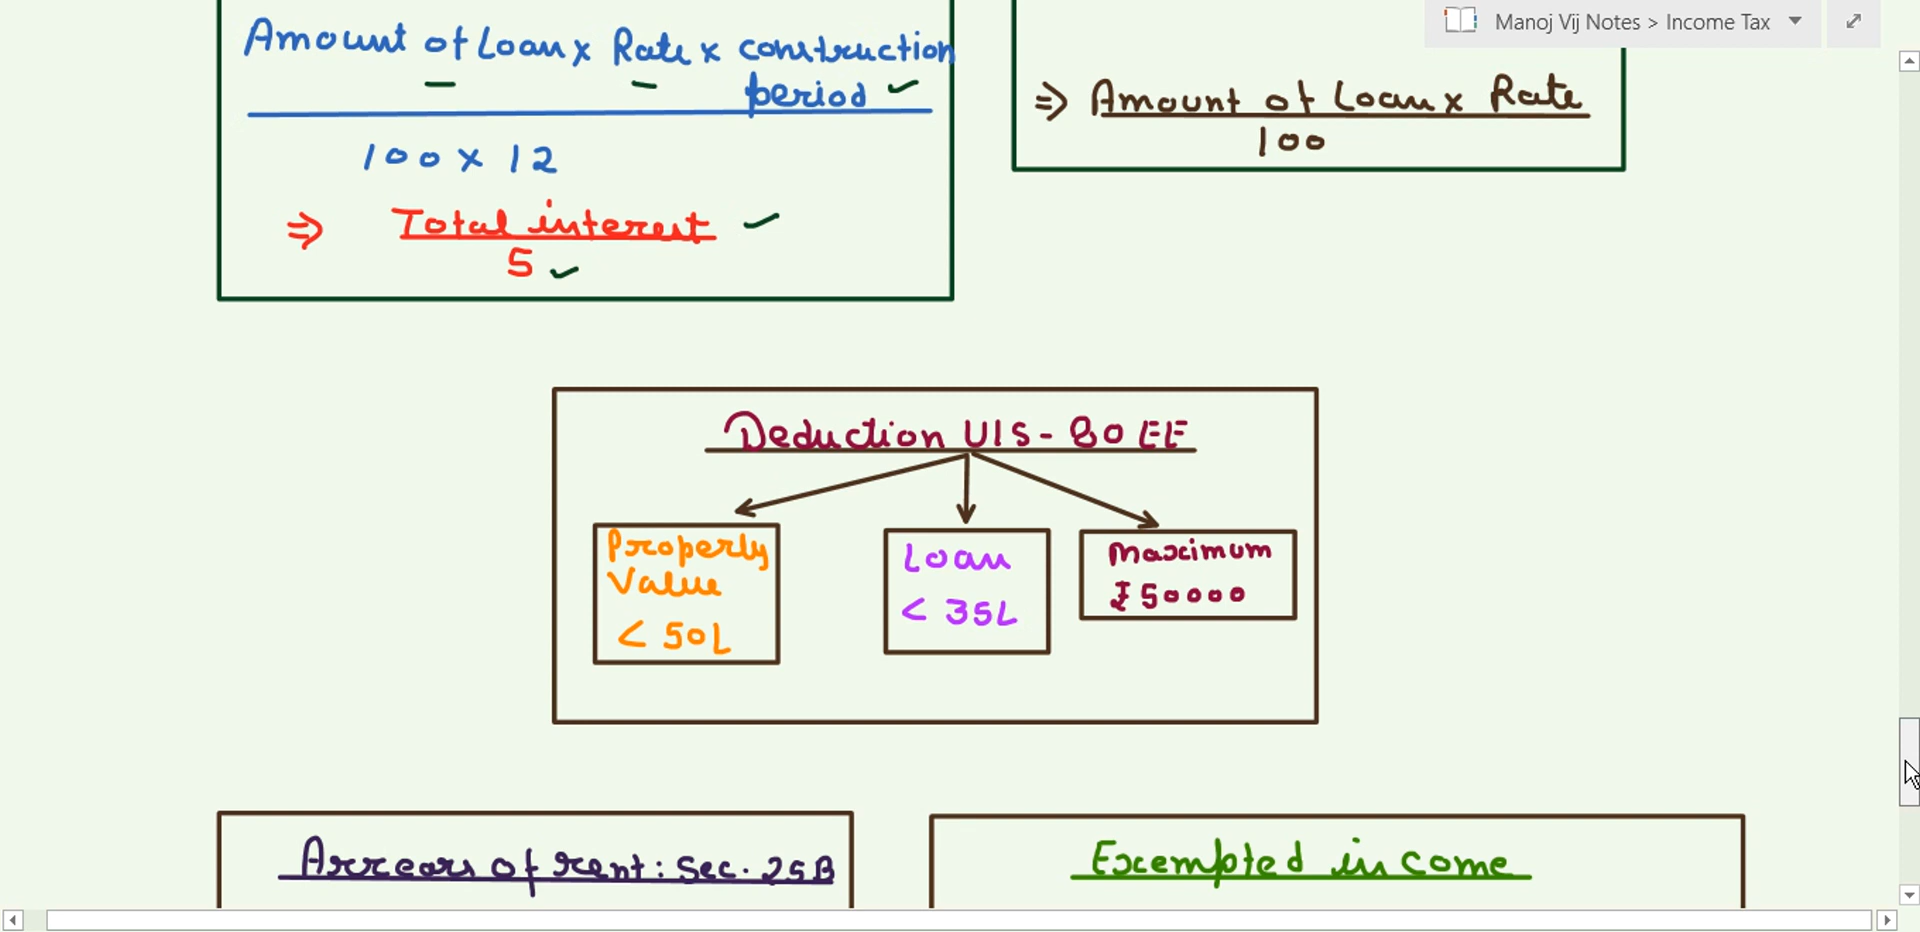 Manoj Vij Notes > Income Tax
Amount of Loan x Rate x construction
period
100 x 12
⇒ Total interest
5
⇒ Amount of Loan x Rate
100
Deduction U/S - 80 EE
Property
Value
< 50L
Loan
< 35L
Maximum
₹50000
Arrears of rent: Sec. 25B
Exempted income